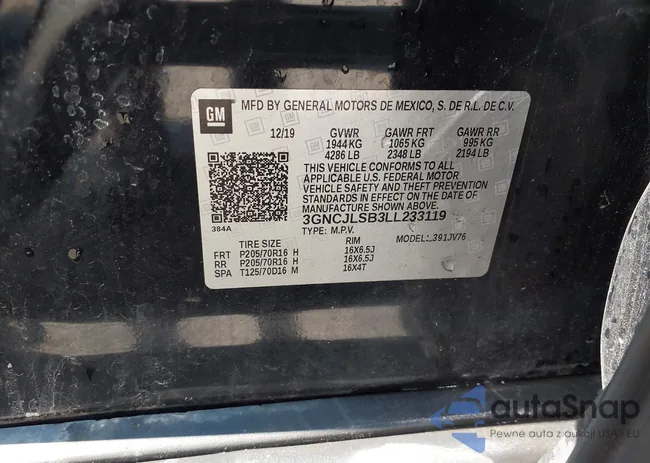 GM
MFD BY GENERAL MOTORS DE MEXICO, S. DE R.L. DE C.V.
12/19 GVWR GAWR FRT GAWR RR
1944 KG 1065 KG 995 KG
4286 LB 2348 LB 2194 LB
THIS VEHICLE CONFORMS TO ALL
APPLICABLE U.S. FEDERAL MOTOR
VEHICLE SAFETY AND THEFT PREVENTION
STANDARDS IN EFFECT ON THE DATE OF
MANUFACTURE SHOWN ABOVE.
384A
3GNCJLSB3LL233119
TYPE: M.P.V. MODEL: 391JV76
TIRE SIZE RIM
FRT P205/70R16 H 16X6.5J
RR P205/70R16 H 16X6.5J
SPA T125/70D16 M 16X4T
autoSnap
Pewne auta z aukcji USA - EU